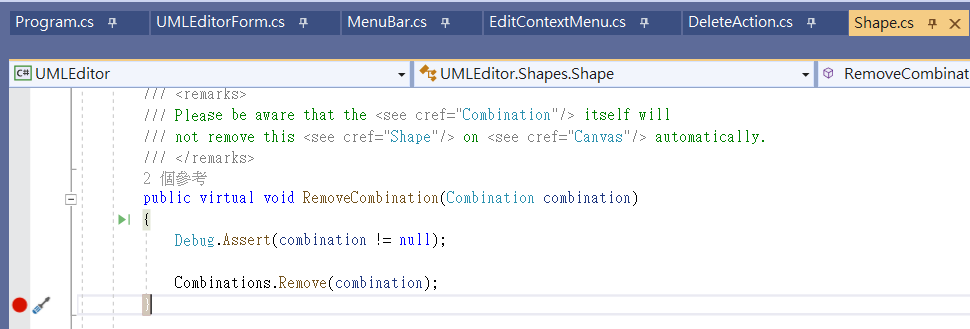 Program.cs UMLEditorForm.cs MenuBar.cs EditContextMenu.cs DeleteAction.cs Shape.cs
C# UMLEditor UMLEditor.Shapes.Shape RemoveCombinat
/// <remarks>
/// Please be aware that the <see cref="Combination"/> itself will
/// not remove this <see cref="Shape"/> on <see cref="Canvas"/> automatically.
/// </remarks>
2 個參考
public virtual void RemoveCombination(Combination combination)
{
Debug.Assert(combination != null);
Combinations.Remove(combination);
}